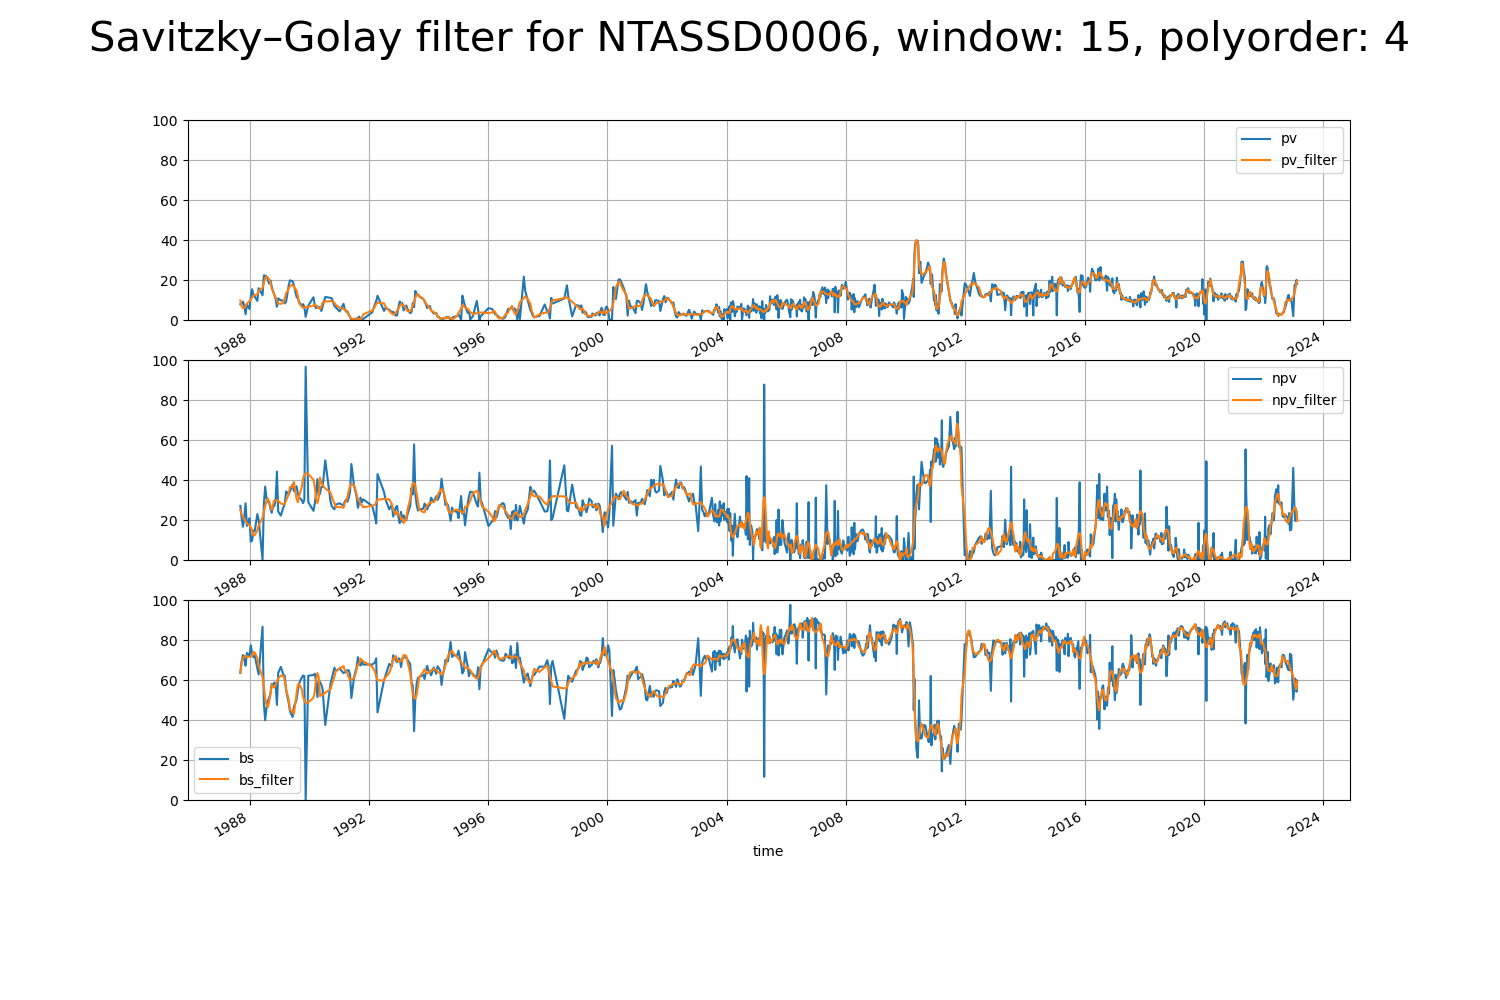 Savitzky–Golay filter for NTASSD0006, window: 15, polyorder: 4
100
80
60
40
20
0
pv
pv_filter
1988 1992 1996 2000 2004 2008 2012 2016 2020 2024
100
80
60
40
20
0
npv
npv_filter
1988 1992 1996 2000 2004 2008 2012 2016 2020 2024
100
80
60
40
20
0
bs
bs_filter
1988 1992 1996 2000 2004 2008 2012 2016 2020 2024
time